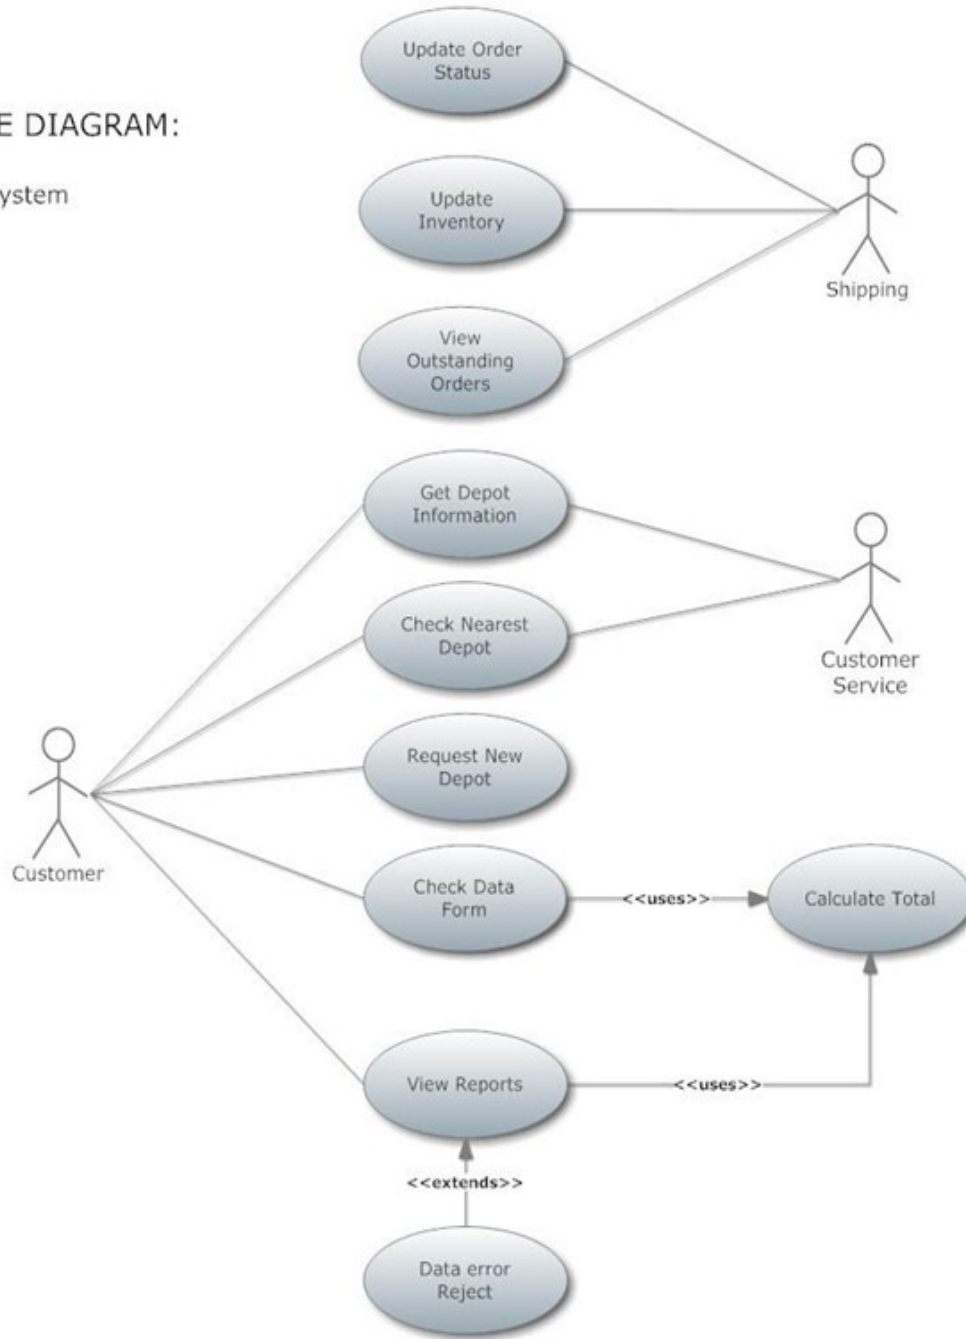 Update Order
Status
E DIAGRAM:
ystem
Update
Inventory
Shipping
View
Outstanding
Orders
Get Depot
Information
Check Nearest
Depot
Customer
Service
Request New
Depot
Customer
Check Data
Form
<<uses>>
Calculate Total
View Reports
<<uses>>
<<extends>>
Data error
Reject